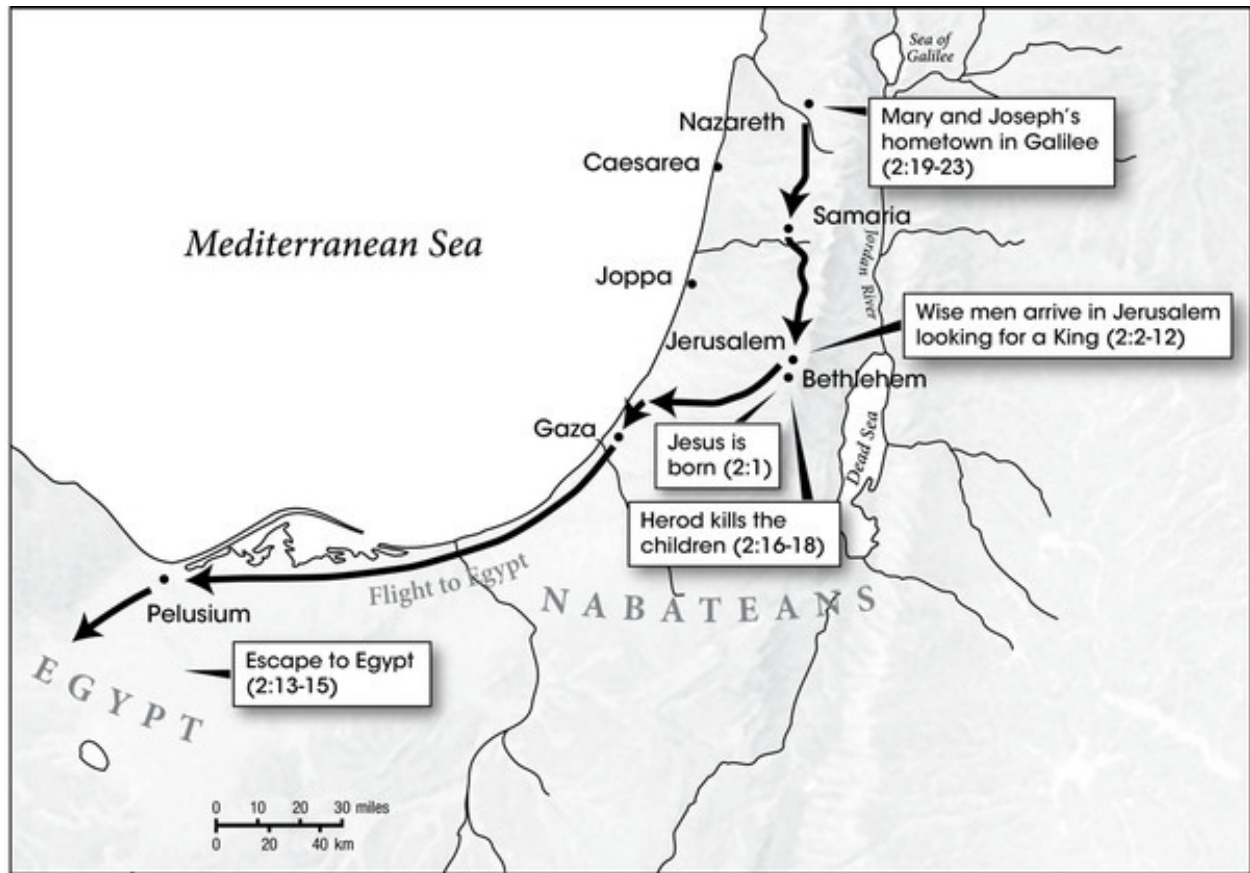 Sea of
Galilee
Nazareth
Mary and Joseph's
hometown in Galilee
(2:19-23)
Caesarea
Samaria
Mediterranean Sea
Jordan River
Joppa
Wise men arrive in Jerusalem
looking for a King (2:2-12)
Jerusalem
Bethlehem
Gaza
Jesus is
born (2:1)
Dead Sea
Herod kills the
children (2:16-18)
Flight to Egypt
NABATEANS
Pelusium
Escape to Egypt
(2:13-15)
EGYPT
0 10 20 30 miles
0 20 40 km